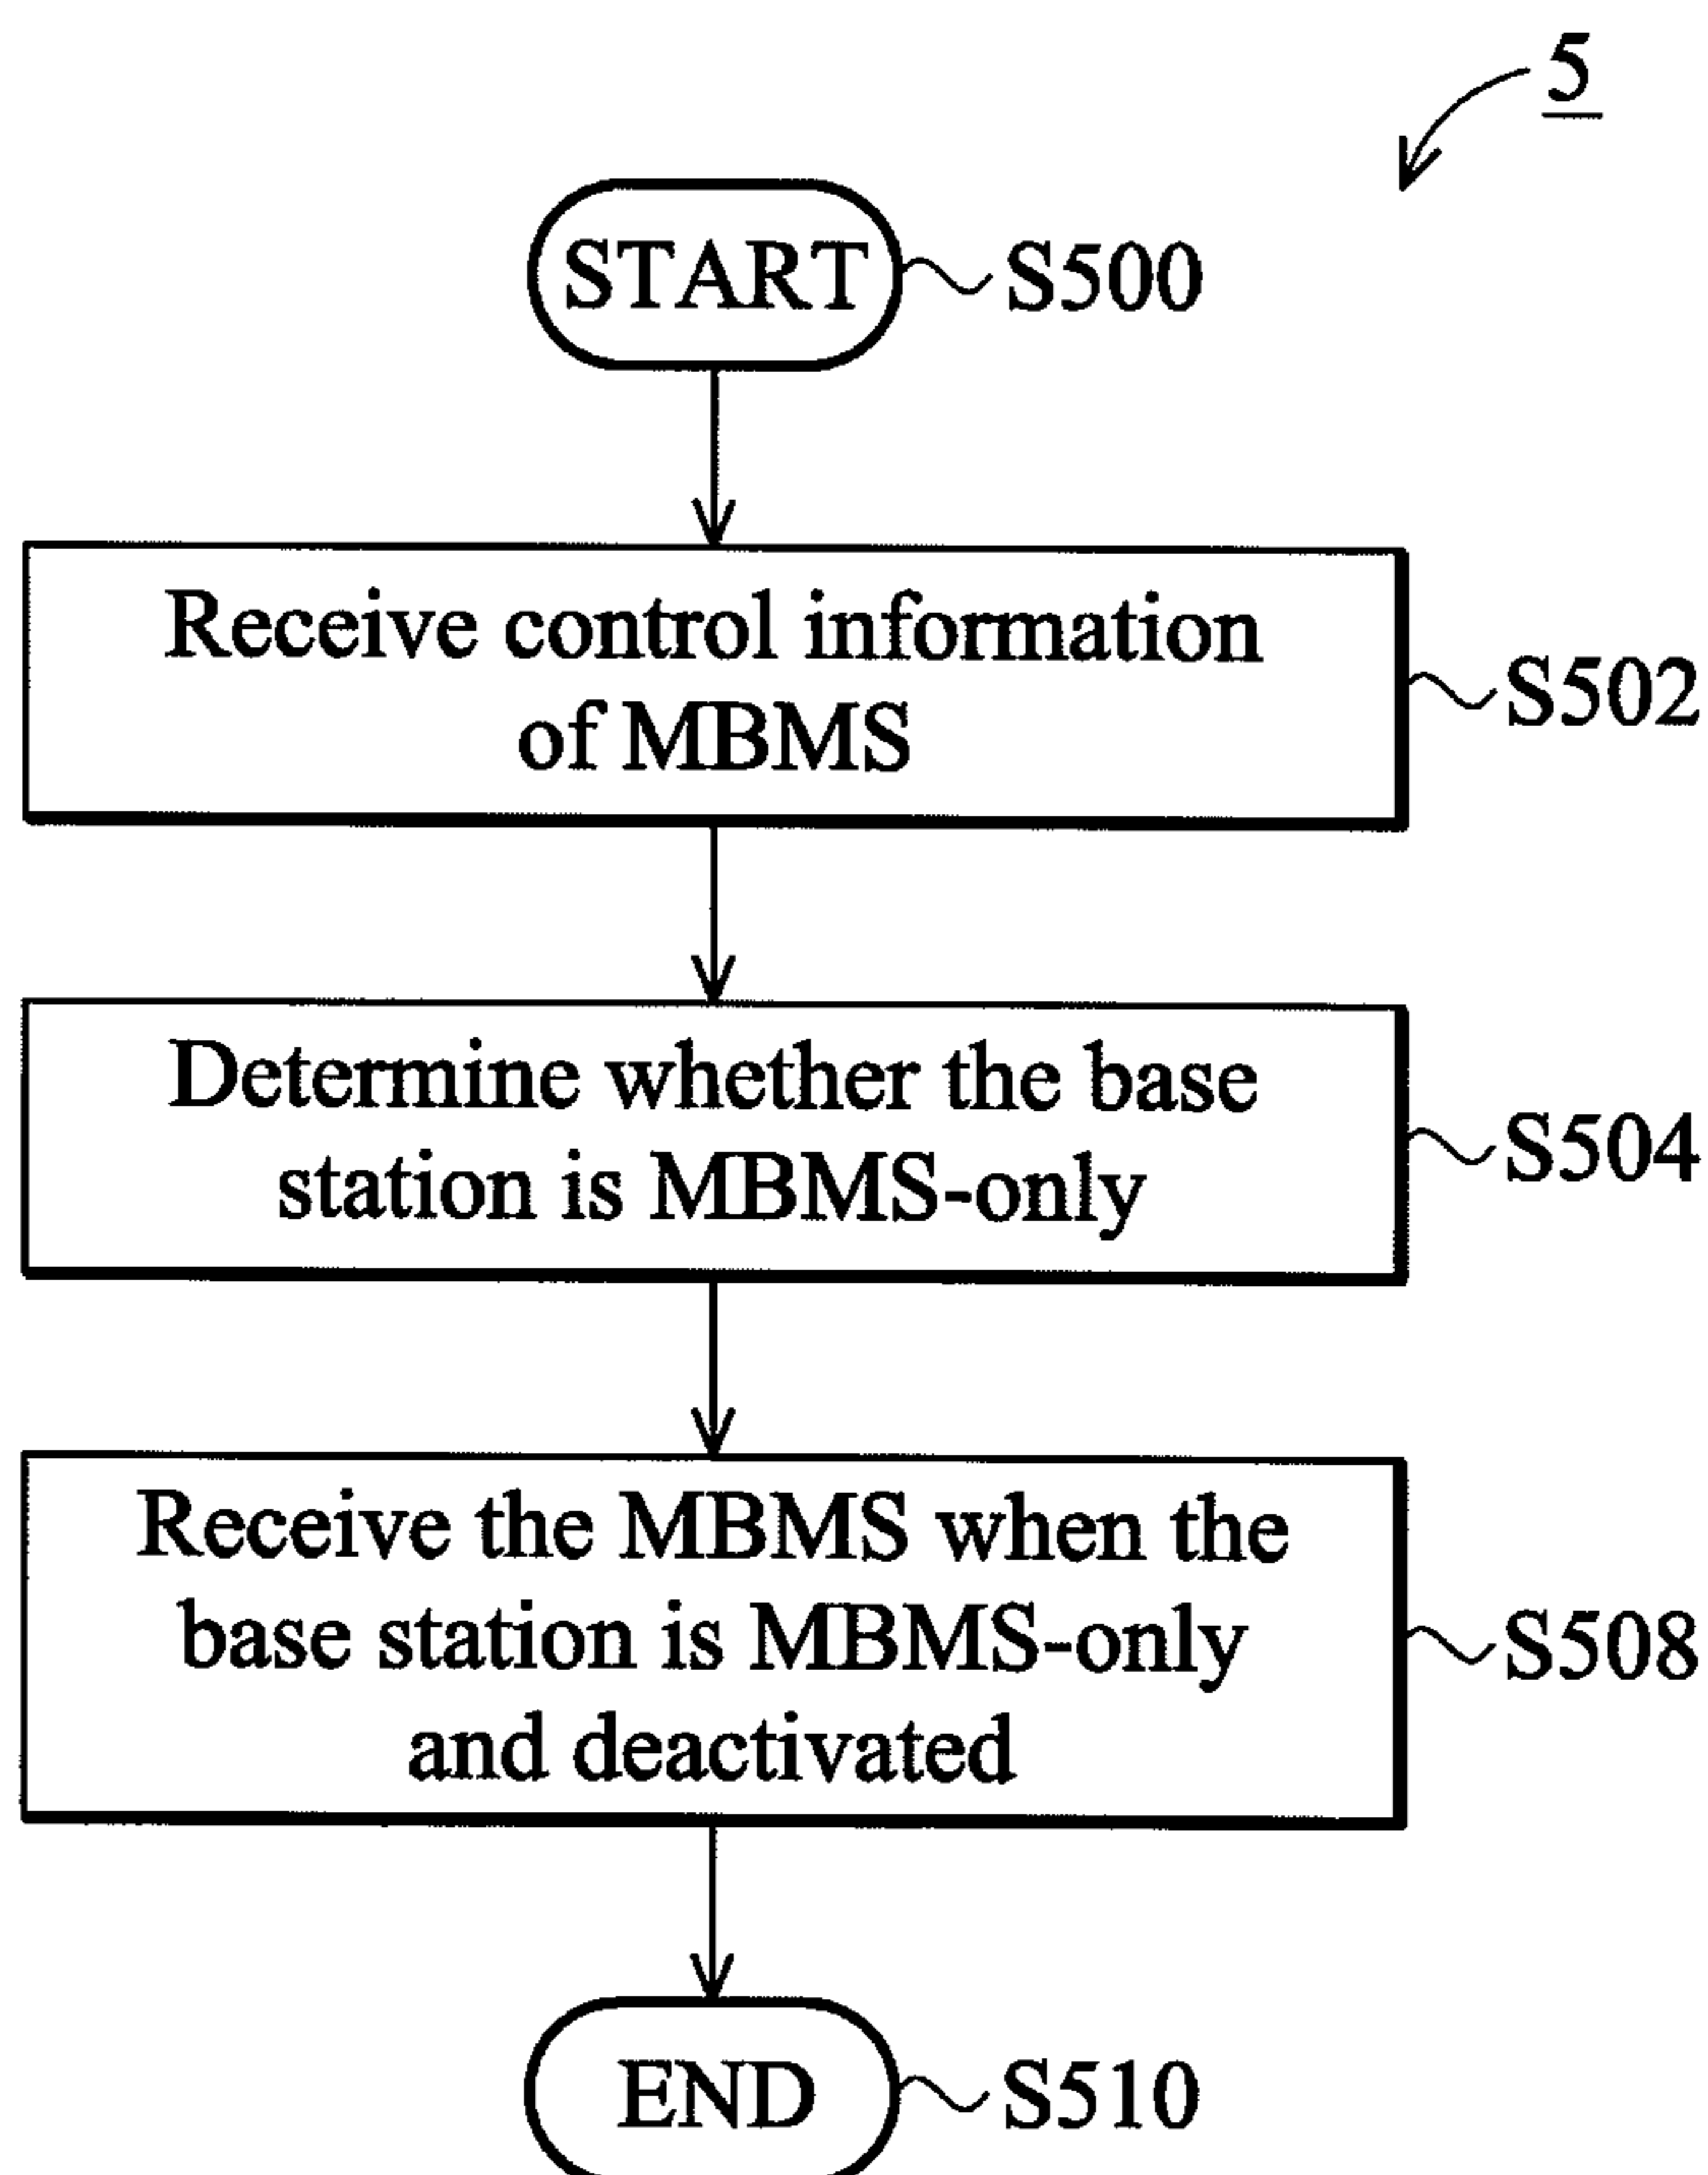 5
START
S500
Receive control information
of MBMS
S502
Determine whether the base
station is MBMS-only
S504
Receive the MBMS when the
base station is MBMS-only
and deactivated
S508
END
S510